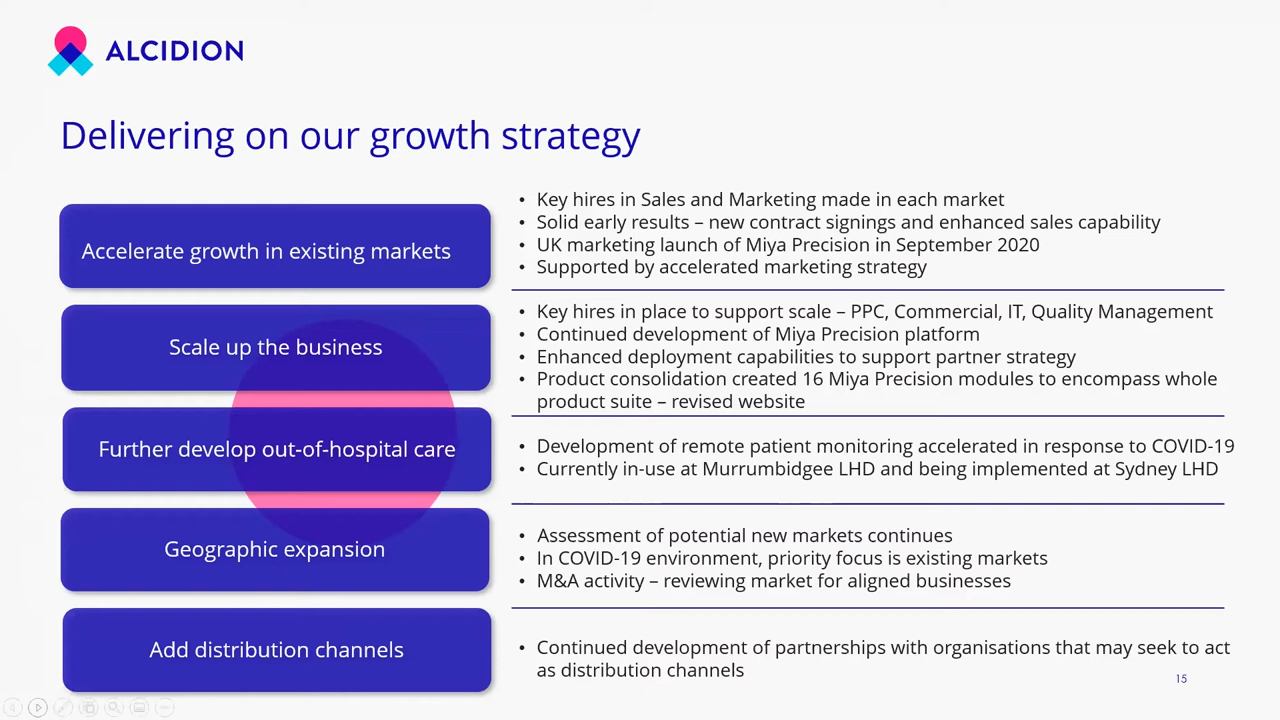 ALCIDION
Delivering on our growth strategy
Accelerate growth in existing markets
• Key hires in Sales and Marketing made in each market
• Solid early results – new contract signings and enhanced sales capability
• UK marketing launch of Miya Precision in September 2020
• Supported by accelerated marketing strategy
Scale up the business
• Key hires in place to support scale – PPC, Commercial, IT, Quality Management
• Continued development of Miya Precision platform
• Enhanced deployment capabilities to support partner strategy
• Product consolidation created 16 Miya Precision modules to encompass whole
product suite – revised website
Further develop out-of-hospital care
• Development of remote patient monitoring accelerated in response to COVID-19
• Currently in-use at Murrumbidgee LHD and being implemented at Sydney LHD
Geographic expansion
• Assessment of potential new markets continues
• In COVID-19 environment, priority focus is existing markets
• M&A activity – reviewing market for aligned businesses
Add distribution channels
• Continued development of partnerships with organisations that may seek to act
as distribution channels
15